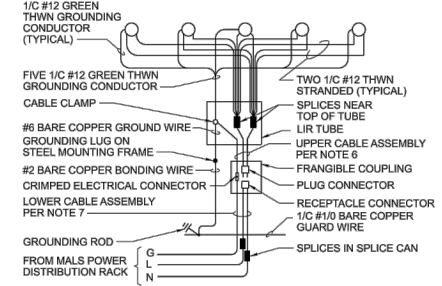 1/C #12 GREEN
THWN GROUNDING
CONDUCTOR
(TYPICAL)
FIVE 1/C #12 GREEN THWN
GROUNDING CONDUCTOR
TWO 1/C #12 THWN
STRANDED (TYPICAL)
CABLE CLAMP
SPLICES NEAR
TOP OF TUBE
#6 BARE COPPER GROUND WIRE
LIR TUBE
GROUNDING LUG ON
STEEL MOUNTING FRAME
UPPER CABLE ASSEMBLY
PER NOTE 6
#2 BARE COPPER BONDING WIRE
FRANGIBLE COUPLING
CRIMPED ELECTRICAL CONNECTOR
PLUG CONNECTOR
LOWER CABLE ASSEMBLY
PER NOTE 7
RECEPTACLE CONNECTOR
1/C #1/0 BARE COPPER
GUARD WIRE
GROUNDING ROD
SPLICES IN SPLICE CAN
FROM MALS POWER
DISTRIBUTION RACK
G
L
N